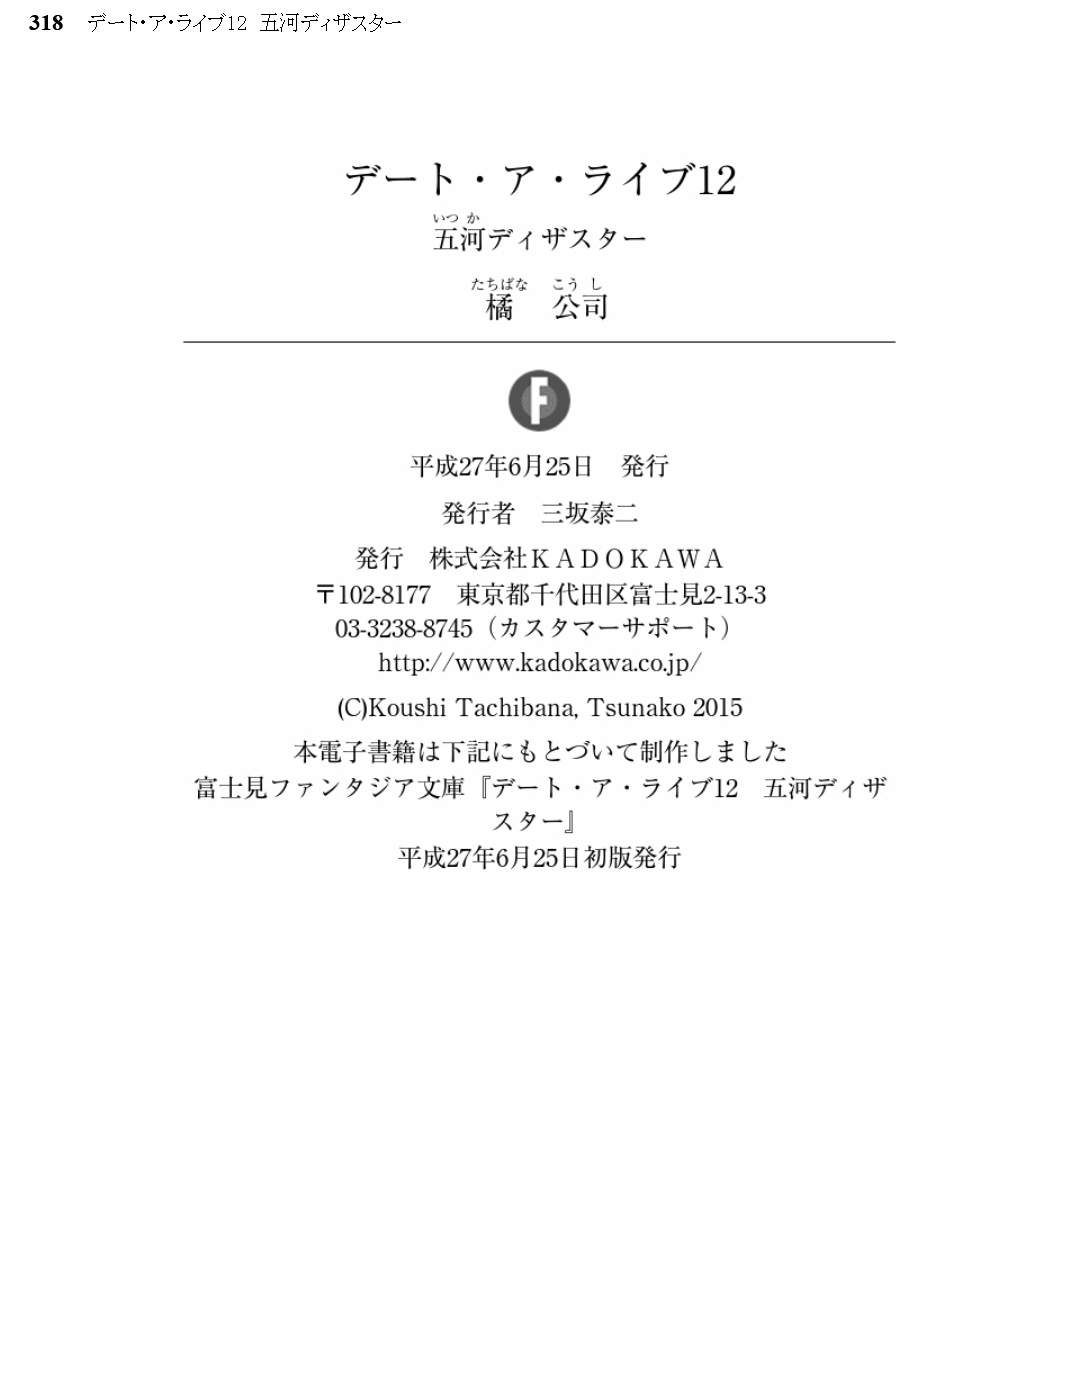 318 デート・ア・ライブ12 五河ディザスター
デート・ア・ライブ12
いつ か
五河ディザスター
たちばな こう し
橘　公司
F
平成27年6月25日　発行
発行者　三坂泰二
発行　株式会社ＫＡＤＯＫＡＷＡ
〒102-8177　東京都千代田区富士見2-13-3
03-3238-8745（カスタマーサポート）
http://www.kadokawa.co.jp/
(C)Koushi Tachibana, Tsunako 2015
本電子書籍は下記にもとづいて制作しました
富士見ファンタジア文庫『デート・ア・ライブ12　五河ディザ
スター』
平成27年6月25日初版発行